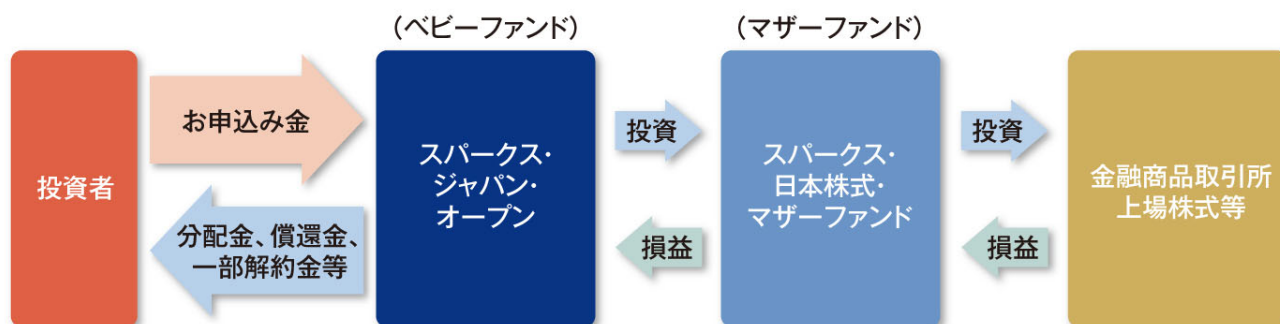 （ベビーファンド）
（マザーファンド）
投資者
お申込み金
分配金、償還金、
一部解約金等
スパークス・
ジャパン・
オープン
投資
損益
スパークス・
日本株式・
マザーファンド
投資
損益
金融商品取引所
上場株式等